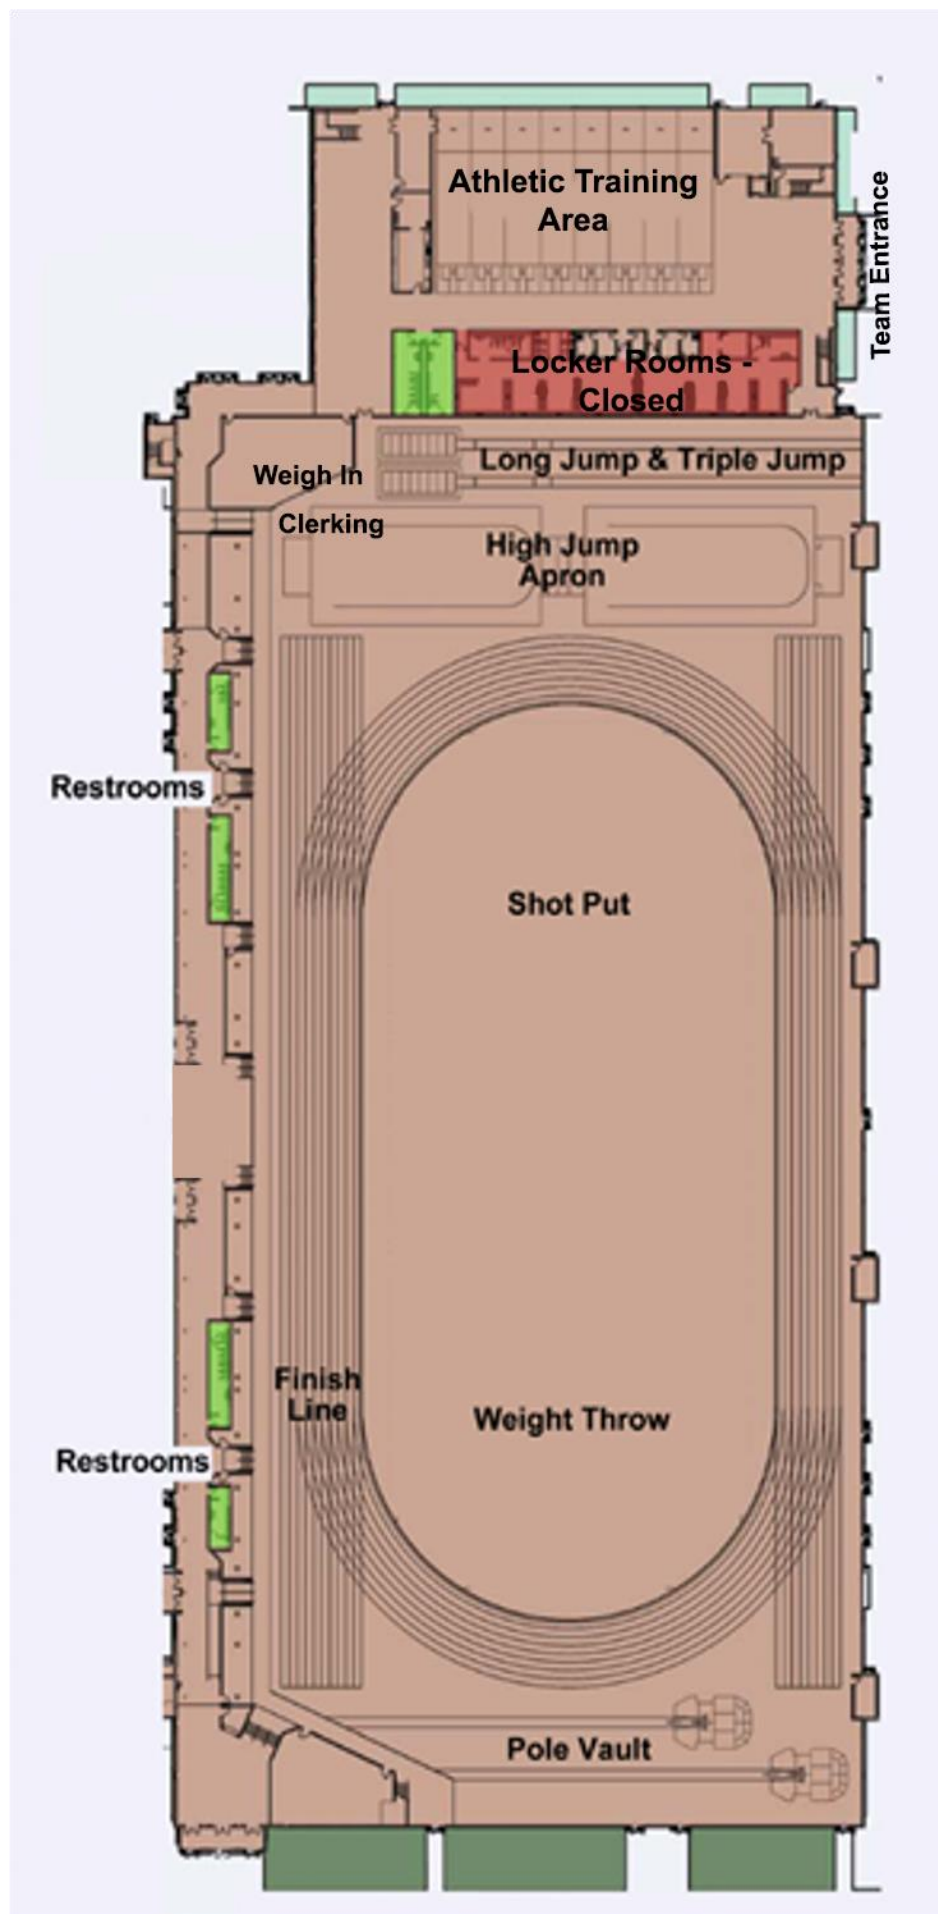 Athletic Training
Area
Team Entrance
Locker Rooms -
Closed
Long Jump & Triple Jump
Weigh In
Clerking
High Jump
Apron
Restrooms
Shot Put
Finish
Line
Weight Throw
Restrooms
Pole Vault